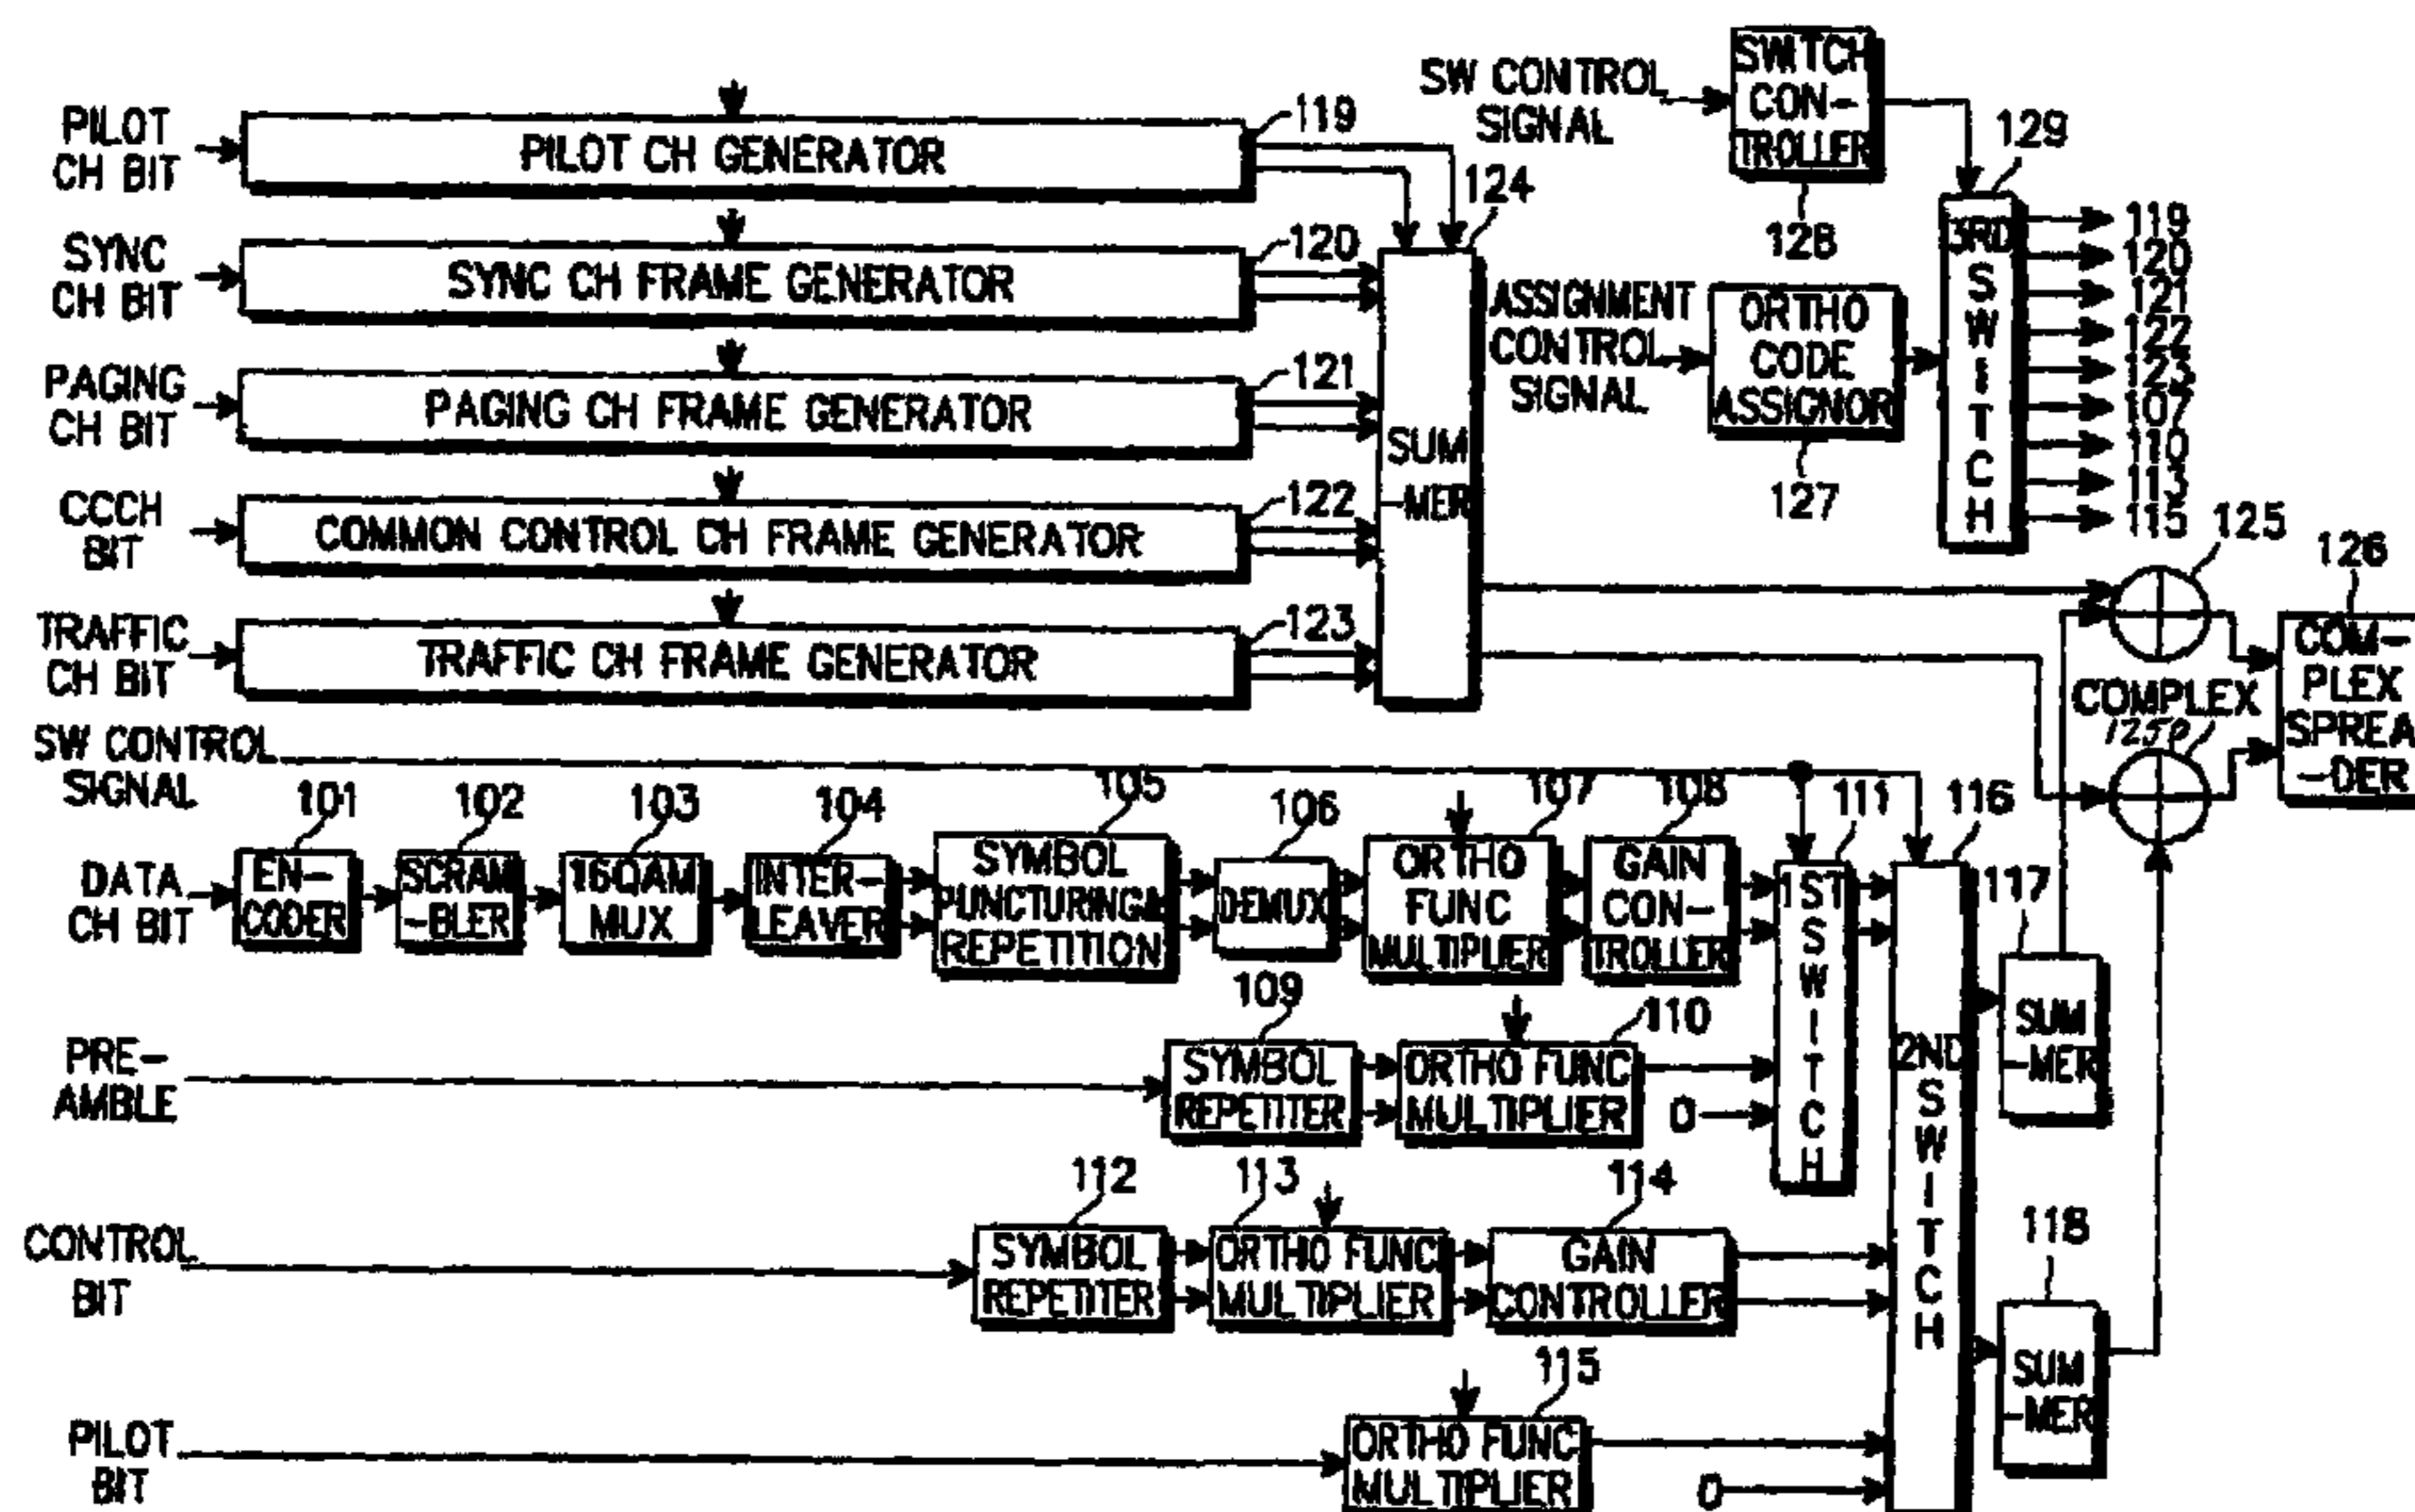 PILOT
CH BIT
PILOT CH GENERATOR
119
SYNC
CH BIT
SYNC CH FRAME GENERATOR
120
PAGING
CH BIT
PAGING CH FRAME GENERATOR
121
CCCH
BIT
COMMON CONTROL CH FRAME GENERATOR
122
TRAFFIC
CH BIT
TRAFFIC CH FRAME GENERATOR
123
124
SUM
-MER
SW CONTROL
SIGNAL
SWITCH
CON-
TROLLER
128
ASSIGNMENT
CONTROL
SIGNAL
ORTHO
CODE
ASSIGNOR
127
129
3RD
S
W
I
T
C
H
119
120
121
122
123
107
110
113
115
125
COMPLEX
125b
126
COM-
PLEX
SPREA
-DER
SW CONTROL
SIGNAL
DATA
CH BIT
101
EN-
CODER
102
SCRAM
-BLER
103
16QAM
MUX
104
INTER-
LEAVER
105
SYMBOL
PUNCTURING&
REPETITION
106
DEMUX
107
ORTHO
FUNC
MULTIPLIER
108
GAIN
CON-
TROLLER
111
1ST
S
W
I
T
C
H
116
2ND
S
W
I
T
C
H
117
SUM
-MER
PRE-
AMBLE
109
SYMBOL
REPETITER
110
ORTHO FUNC
MULTIPLIER
0
CONTROL
BIT
112
SYMBOL
REPETITER
113
ORTHO FUNC
MULTIPLIER
114
GAIN
CONTROLLER
118
SUM
-MER
PILOT
BIT
115
ORTHO FUNC
MULTIPLIER
0